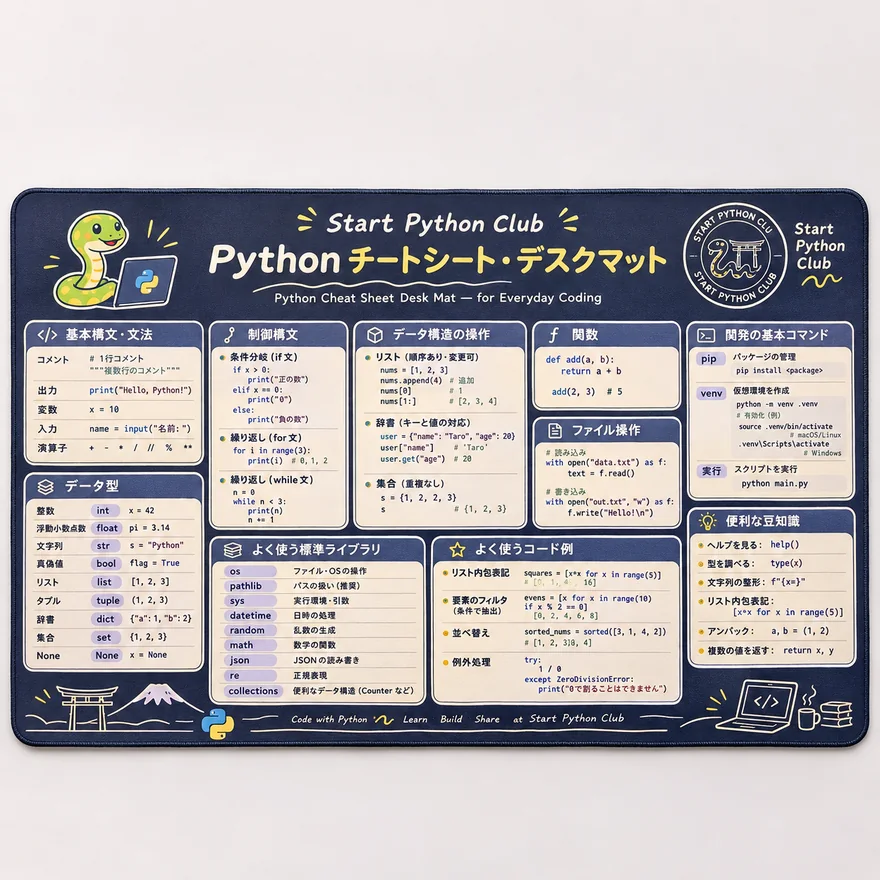 Start Python Club
Python チートシート・デスクマット
Python Cheat Sheet Desk Mat — for Everyday Coding
START PYTHON CLU
START PYTHON CLUB
Start
Python
Club
</> 基本構文・文法
コメント # 1行コメント
"""複数行のコメント"""
出力 print("Hello, Python!")
変数 x = 10
入力 name = input("名前: ")
演算子 + - * / // % **
データ型
整数 int x = 42
浮動小数点数 float pi = 3.14
文字列 str s = "Python"
真偽値 bool flag = True
リスト list [1, 2, 3]
タプル tuple (1, 2, 3)
辞書 dict {"a": 1, "b": 2}
集合 set {1, 2, 3}
None None x = None
制御構文
条件分岐 (if 文)
if x > 0:
print("正の数")
elif x == 0:
print("0")
else:
print("負の数")
繰り返し (for 文)
for i in range(3):
print(i) # 0, 1, 2
繰り返し (while 文)
n = 0
while n < 3:
print(n)
n += 1
データ構造の操作
リスト (順序あり・変更可)
nums = [1, 2, 3]
nums.append(4) # 追加
nums[0] # 1
nums[1:] # [2, 3, 4]
辞書 (キーと値の対応)
user = {"name": "Taro", "age": 20}
user["name"] # 'Taro'
user.get("age") # 20
集合 (重複なし)
s = {1, 2, 2, 3}
s # {1, 2, 3}
f 関数
def add(a, b):
return a + b
add(2, 3) # 5
ファイル操作
# 読み込み
with open("data.txt") as f:
text = f.read()
# 書き込み
with open("out.txt", "w") as f:
f.write("Hello!\n")
開発の基本コマンド
pip パッケージの管理
pip install <package>
venv 仮想環境を作成
python -m venv .venv
# 有効化 (例)
source .venv/bin/activate
# macOS/Linux
.venv\Scripts\activate
# Windows
実行 スクリプトを実行
python main.py
よく使う標準ライブラリ
os ファイル・OSの操作
pathlib パスの扱い (推奨)
sys 実行環境・引数
datetime 日時の処理
random 乱数の生成
math 数学の関数
json JSONの読み書き
re 正規表現
collections 便利なデータ構造 (Counter など)
よく使うコード例
リスト内包表記 squares = [x*x for x in range(5)]
# [0, 1, 4, 16]
要素のフィルタ evens = [x for x in range(10)
(条件で抽出) if x % 2 == 0]
[0, 2, 4, 6, 8]
並べ替え sorted_nums = sorted([3, 1, 4, 2])
# [1, 2, 3, 4]
例外処理 try:
1 / 0
except ZeroDivisionError:
print("0で割ることはできません")
便利な豆知識
ヘルプを見る: help()
型を調べる: type(x)
文字列の整形: f"{x=}"
リスト内包表記:
[x*x for x in range(5)]
アンパック: a, b = (1, 2)
複数の値を返す: return x, y
Code with Python Learn Build Share at Start Python Club
</>